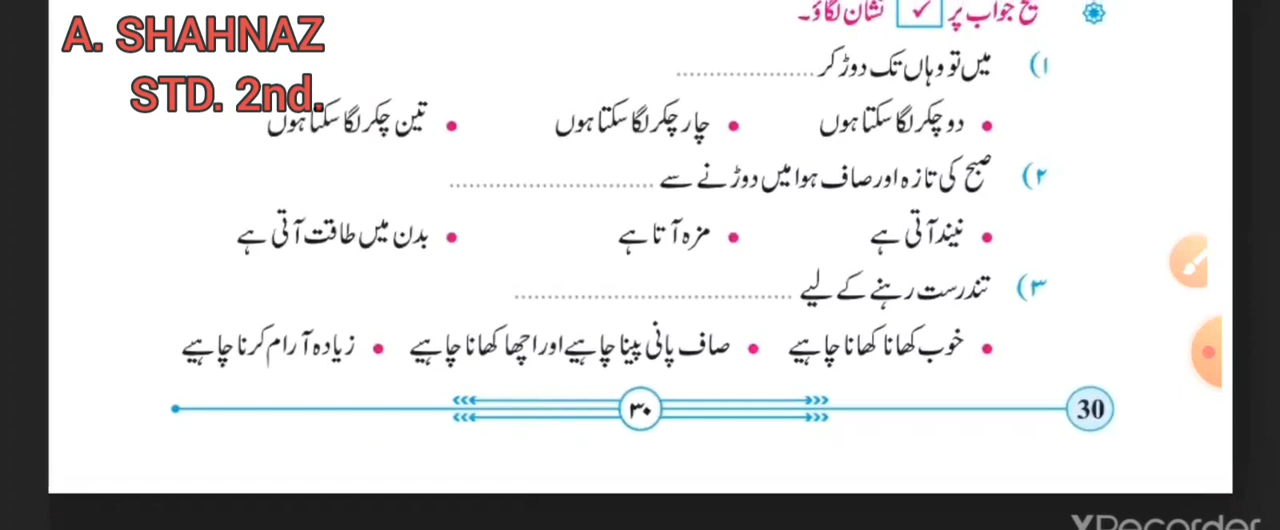 A. SHAHNAZ
STD. 2nd.
صحیح جواب پر ✓ نشان لگاؤ۔
۱) میں تو وہاں تک دوڑ کر ....................
• دو چکر لگا سکتا ہوں • چار چکر لگا سکتا ہوں • تین چکر لگا سکتا ہوں
۲) صبح کی تازہ اور صاف ہوا میں دوڑنے سے ..............................
• نیند آتی ہے • مزہ آتا ہے • بدن میں طاقت آتی ہے
۳) تندرست رہنے کے لیے ........................................
• خوب کھانا کھانا چاہیے • صاف پانی پینا چاہیے اور اچھا کھانا چاہیے • زیادہ آرام کرنا چاہیے
۳۰ 30
XRecorder